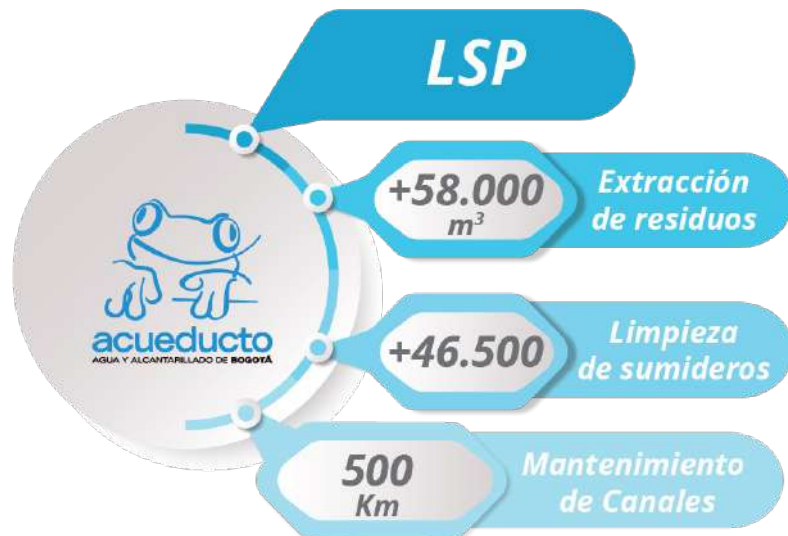 LSP
+58.000
m³
Extracción
de residuos
acueducto
AGUA Y ALCANTARILLADO DE BOGOTÁ
+46.500
Limpieza
de sumideros
500
Km
Mantenimiento
de Canales